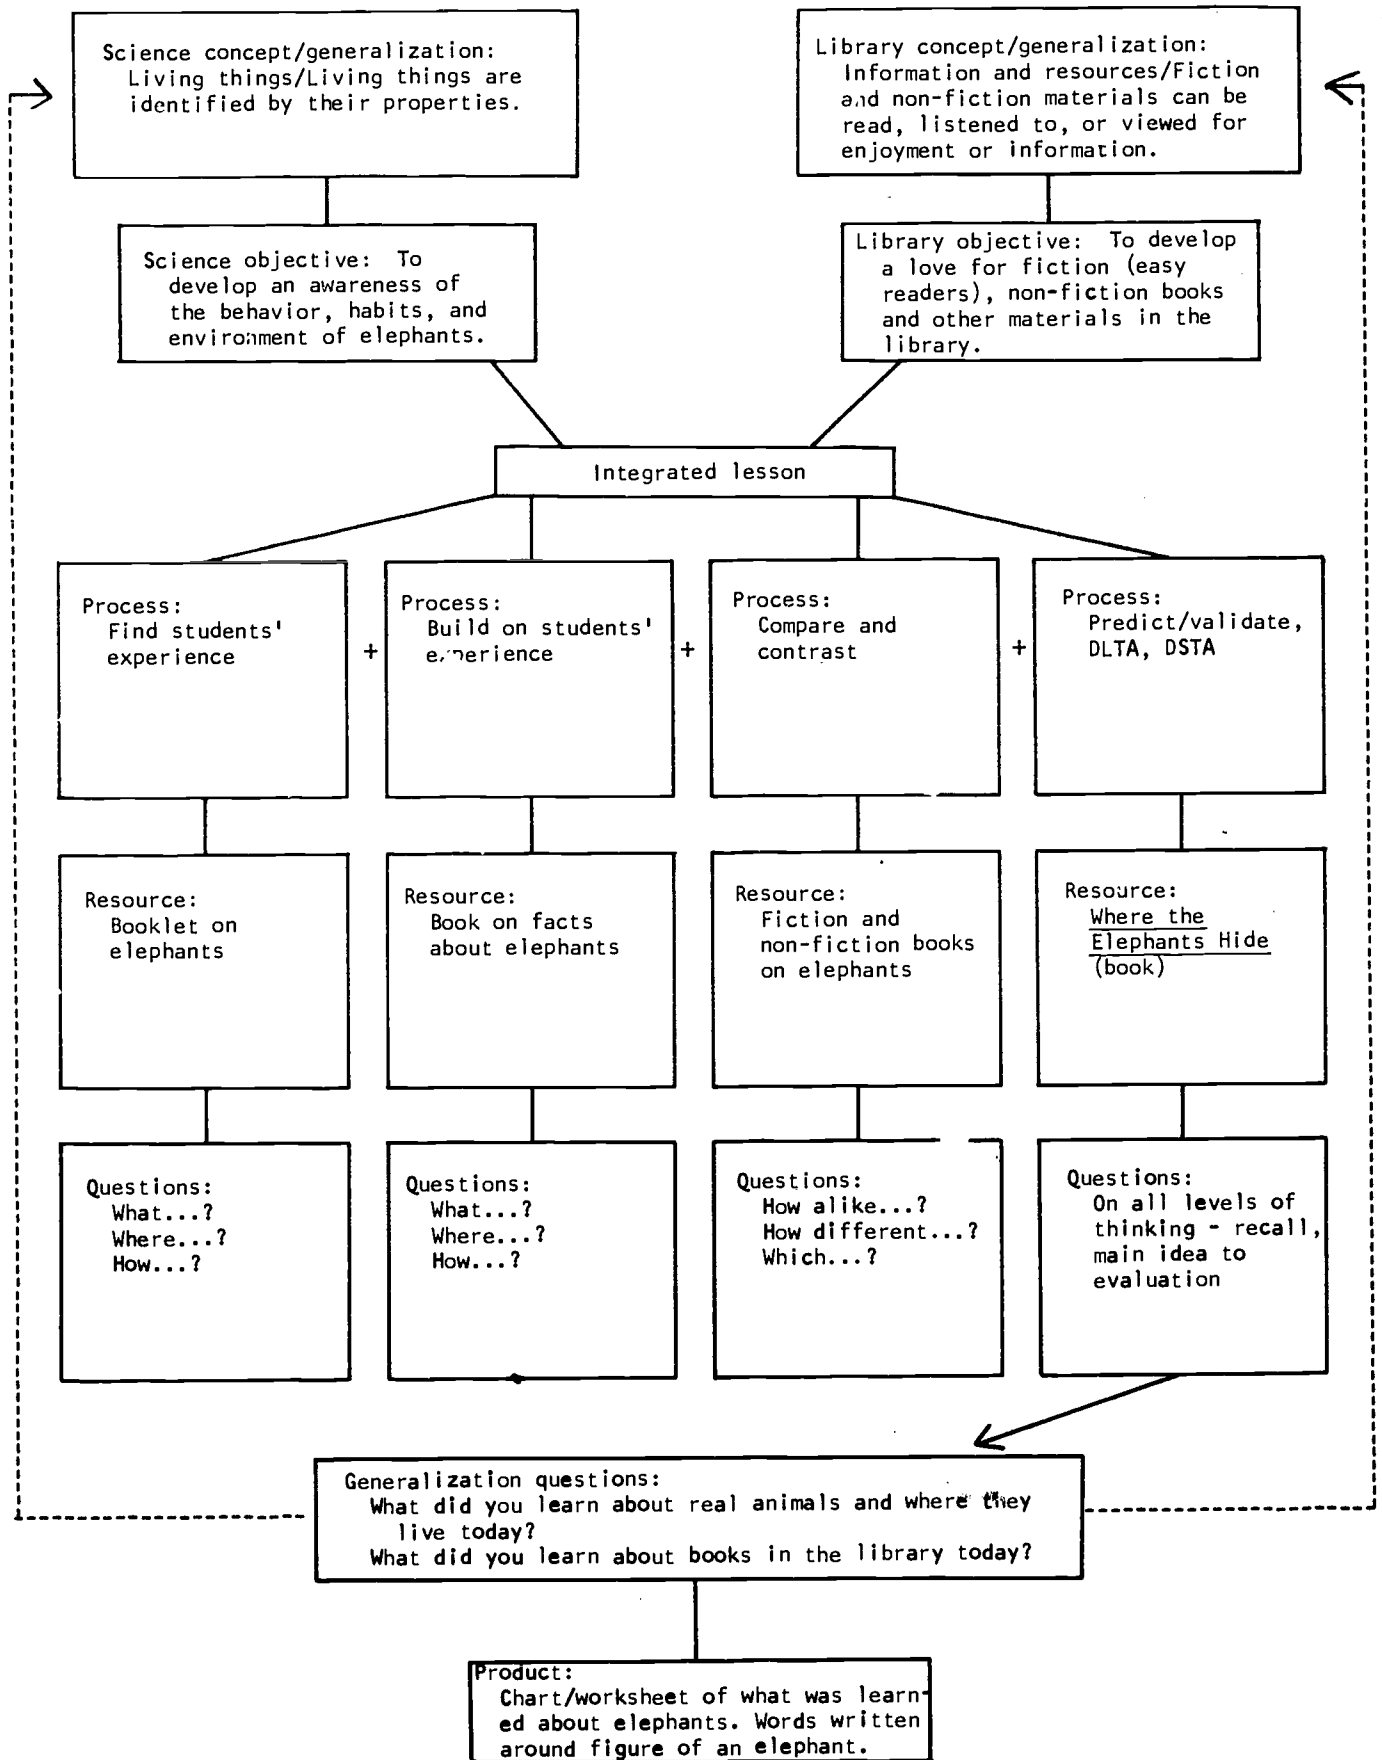 Science concept/generalization:
Living things/Living things are
identified by their properties.
Library concept/generalization:
Information and resources/Fiction
and non-fiction materials can be
read, listened to, or viewed for
enjoyment or information.
Science objective: To
develop an awareness of
the behavior, habits, and
environment of elephants.
Library objective: To develop
a love for fiction (easy
readers), non-fiction books
and other materials in the
library.
Integrated lesson
Process:
Find students'
experience
+
Process:
Build on students'
experience
+
Process:
Compare and
contrast
+
Process:
Predict/validate,
DLTA, DSTA
Resource:
Booklet on
elephants
Resource:
Book on facts
about elephants
Resource:
Fiction and
non-fiction books
on elephants
Resource:
Where the
Elephants Hide
(book)
Questions:
What...?
Where...?
How...?
Questions:
What...?
Where...?
How...?
Questions:
How alike...?
How different...?
Which...?
Questions:
On all levels of
thinking - recall,
main idea to
evaluation
Generalization questions:
What did you learn about real animals and where they
live today?
What did you learn about books in the library today?
Product:
Chart/worksheet of what was learn-
ed about elephants. Words written
around figure of an elephant.